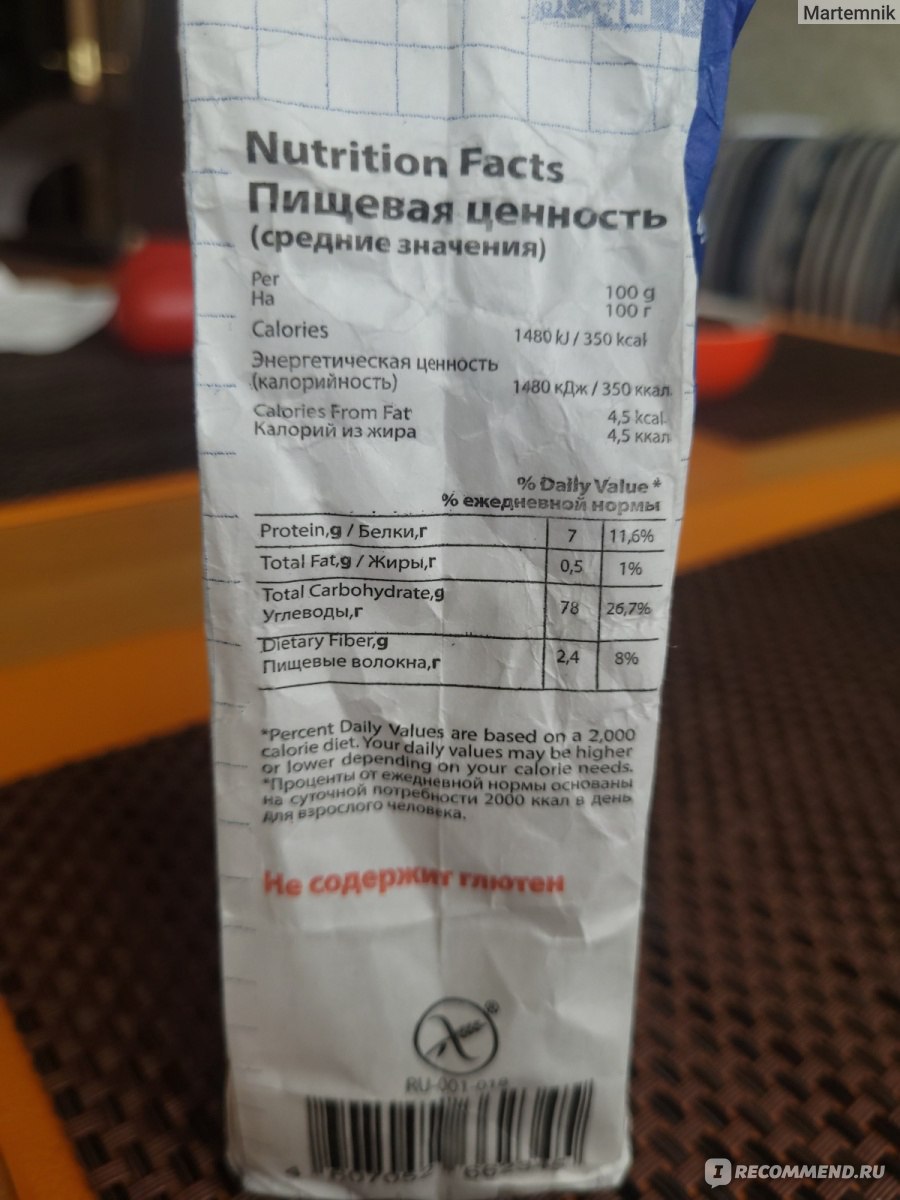 Martemnik
Nutrition Facts
Пищевая ценность
(средние значения)
Per
На
100 g
100 г
Calories
1480 kJ / 350 kcal
Энергетическая ценность
(калорийность)
1480 кДж / 350 ккал
Calories From Fat
Калорий из жира
4,5 kcal
4,5 ккал
% Daily Value *
% ежедневной нормы
Protein,g / Белки,г 7 11,6%
Total Fat,g / Жиры,г 0,5 1%
Total Carbohydrate,g
Углеводы,г
78 26,7%
Dietary Fiber,g
Пищевые волокна,г
2,4 8%
*Percent Daily Values are based on a 2,000
calorie diet. Your daily values may be higher
or lower depending on your calorie needs.
*Проценты от ежедневной нормы основаны
на суточной потребности 2000 ккал в день
для взрослого человека.
Не содержит глютен
®
IRECOMMEND.RU